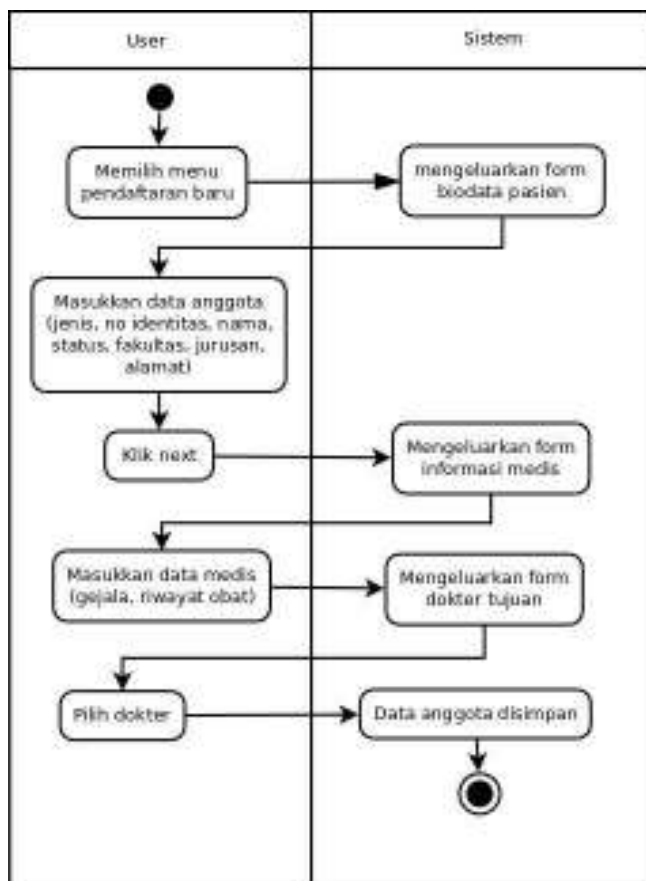 User
Sistem
Memilih menu
pendaftaran baru
mengeluarkan form
biodata pasien
Masukkan data anggota
(jenis, no identitas, nama,
status, fakultas, jurusan,
alamat)
Klik next
Mengeluarkan form
informasi medis
Masukkan data medis
(gejala, riwayat obat)
Mengeluarkan form
dokter tujuan
Pilih dokter
Data anggota disimpan